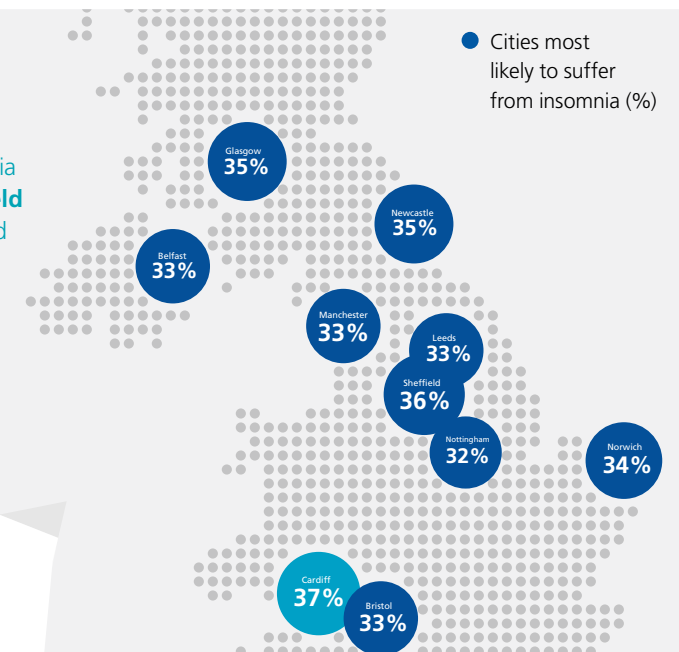 Cities most
likely to suffer
from insomnia (%)
Glasgow
35%
Newcastle
35%
Belfast
33%
Manchester
33%
Leeds
33%
Sheffield
36%
Nottingham
32%
Norwich
34%
Cardiff
37%
Bristol
33%